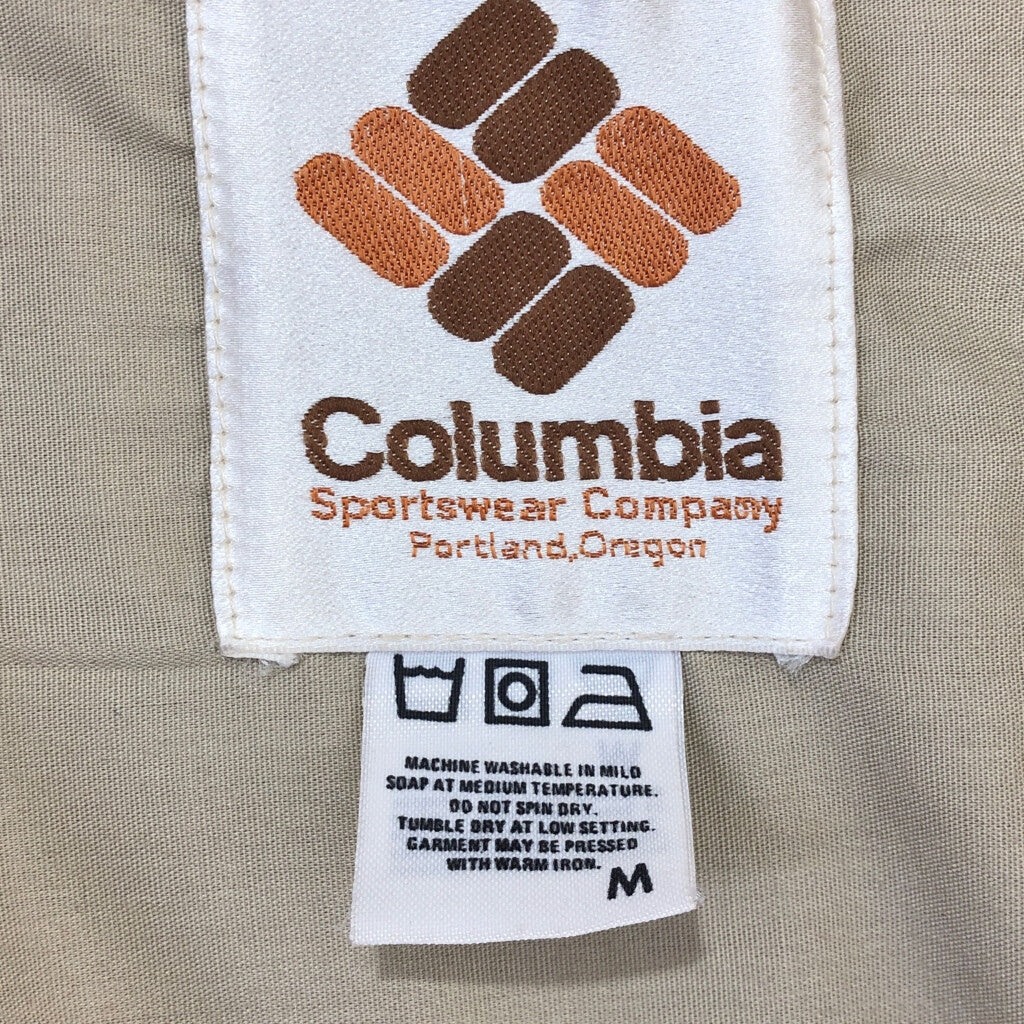 Columbia
Sportswear Company
Portland, Oregon
MACHINE WASHABLE IN MILD
SOAP AT MEDIUM TEMPERATURE.
DO NOT SPIN DRY.
TUMBLE DRY AT LOW SETTING.
GARMENT MAY BE PRESSED
WITH WARM IRON.
M